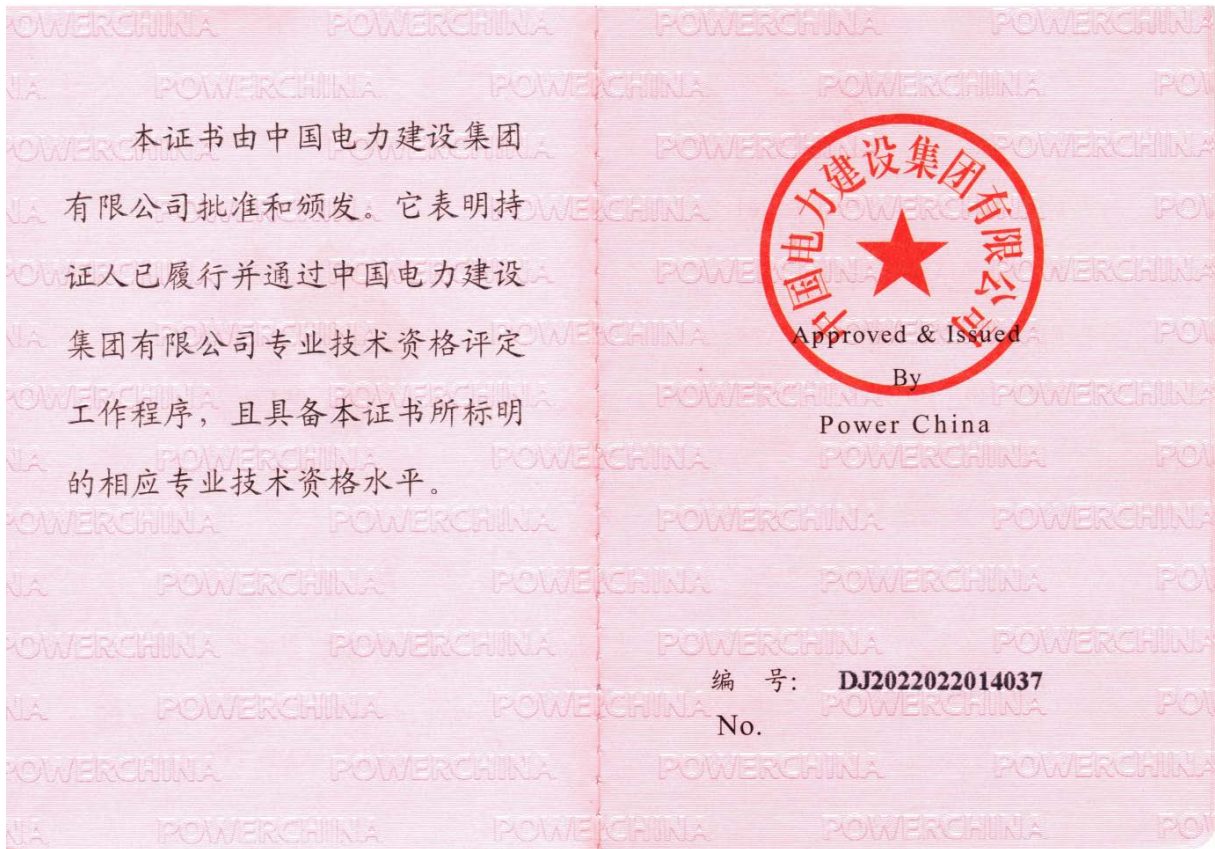 本证书由中国电力建设集团
有限公司批准和颁发。它表明持
证人已履行并通过中国电力建设
集团有限公司专业技术资格评定
工作程序，且具备本证书所标明
的相应专业技术资格水平。
中国电力建设集团有限公司
Approved & Issued
By
Power China
编 号: DJ2022022014037
No.
POWERCHINA